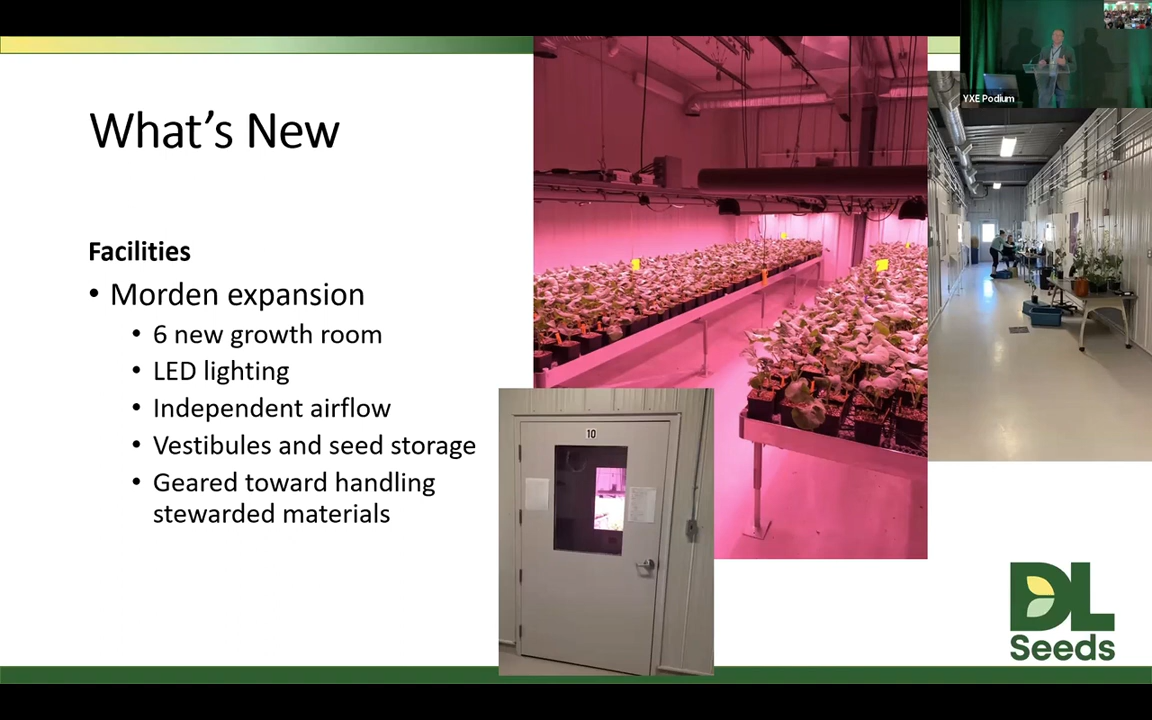 YXE Podium
What's New
Facilities
• Morden expansion
• 6 new growth room
• LED lighting
• Independent airflow
• Vestibules and seed storage
• Geared toward handling
stewarded materials
10
DL
Seeds